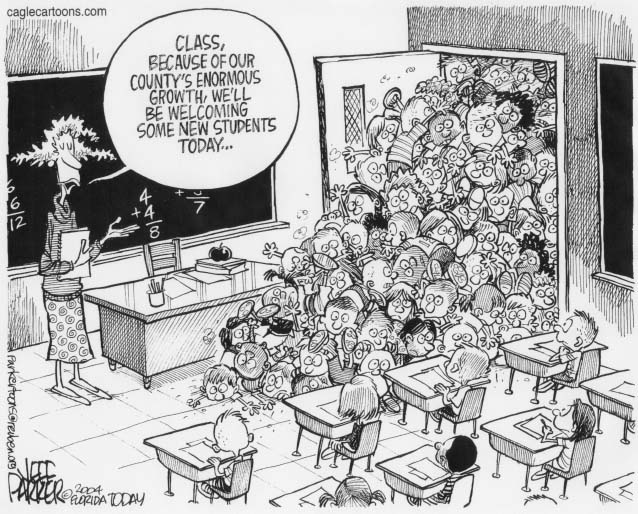 caglecartoons.com
CLASS,
BECAUSE OF OUR
COUNTY'S ENORMOUS
GROWTH, WE'LL
BE WELCOMING
SOME NEW STUDENTS
TODAY...
6
12
4
+4
8
+
7
JEFF
PARKER © 2004
FLORIDA TODAY